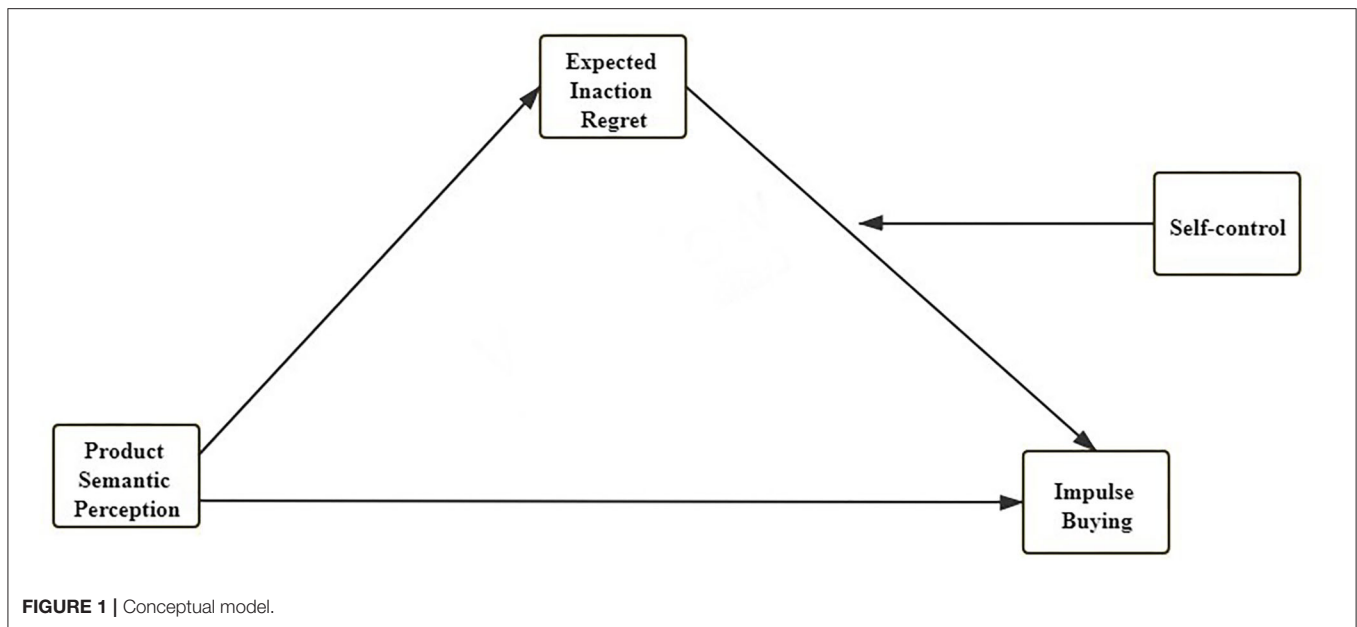 Expected
Inaction
Regret
Self-control
Product
Semantic
Perception
Impulse
Buying
FIGURE 1 | Conceptual model.